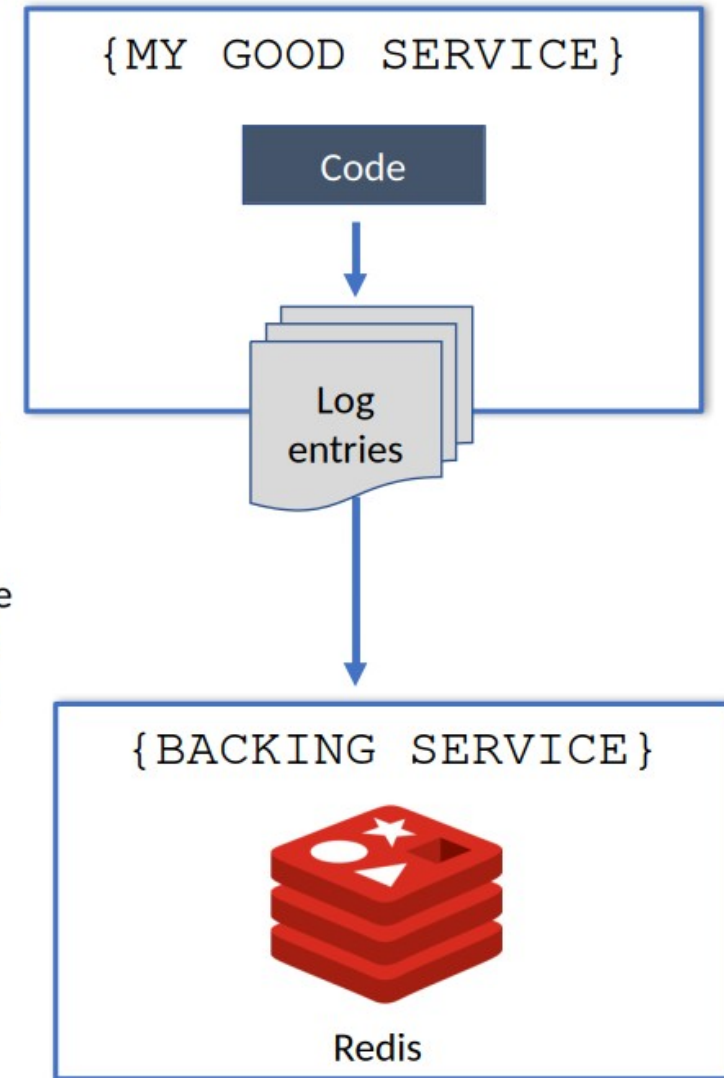 {MY GOOD SERVICE}
Code
Log
entries
e
{BACKING SERVICE}
Redis